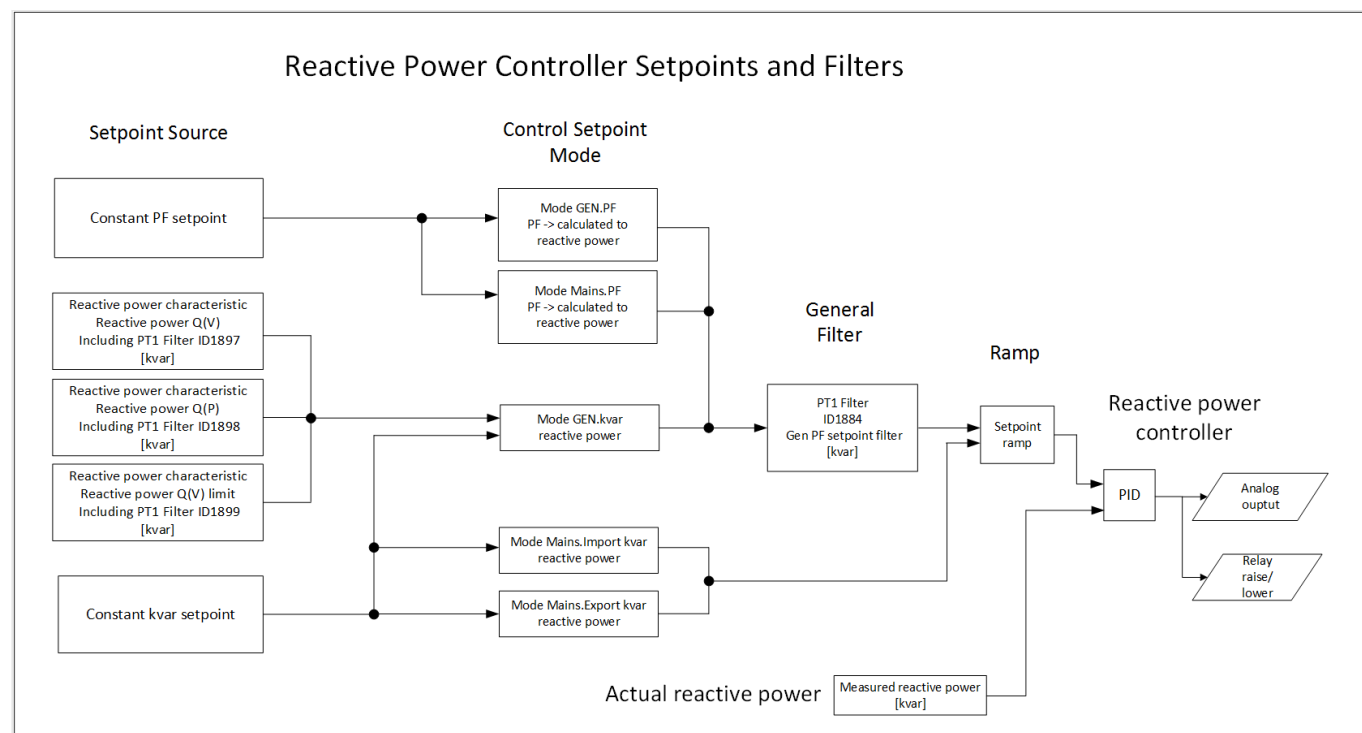 Reactive Power Controller Setpoints and Filters
Setpoint Source
Control Setpoint
Mode
Constant PF setpoint
Mode GEN.PF
PF -> calculated to
reactive power
Mode Mains.PF
PF -> calculated to
reactive power
Reactive power characteristic
Reactive power Q(V)
Including PT1 Filter ID1897
[kvar]
Reactive power characteristic
Reactive power Q(P)
Including PT1 Filter ID1898
[kvar]
Reactive power characteristic
Reactive power Q(V) limit
Including PT1 Filter ID1899
[kvar]
Mode GEN.kvar
reactive power
General
Filter
PT1 Filter
ID1884
Gen PF setpoint filter
[kvar]
Ramp
Setpoint
ramp
Reactive power
controller
PID
Analog
ouptut
Relay
raise/
lower
Constant kvar setpoint
Mode Mains.Import kvar
reactive power
Mode Mains.Export kvar
reactive power
Actual reactive power
Measured reactive power
[kvar]